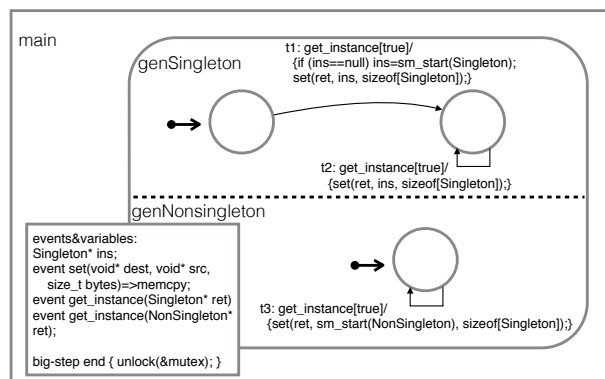 main
genSingleton
t1: get_instance[true]/
{if (ins==null) ins=sm_start(Singleton);
set(ret, ins, sizeof[Singleton]);}
t2: get_instance[true]/
{set(ret, ins, sizeof[Singleton]);}
genNonsingleton
t3: get_instance[true]/
{set(ret, sm_start(NonSingleton), sizeof[Singleton]);}
events&variables:
Singleton* ins;
event set(void* dest, void* src,
size_t bytes)=>memcpy;
event get_instance(Singleton* ret)
event get_instance(NonSingleton*
ret);
big-step end { unlock(&mutex); }